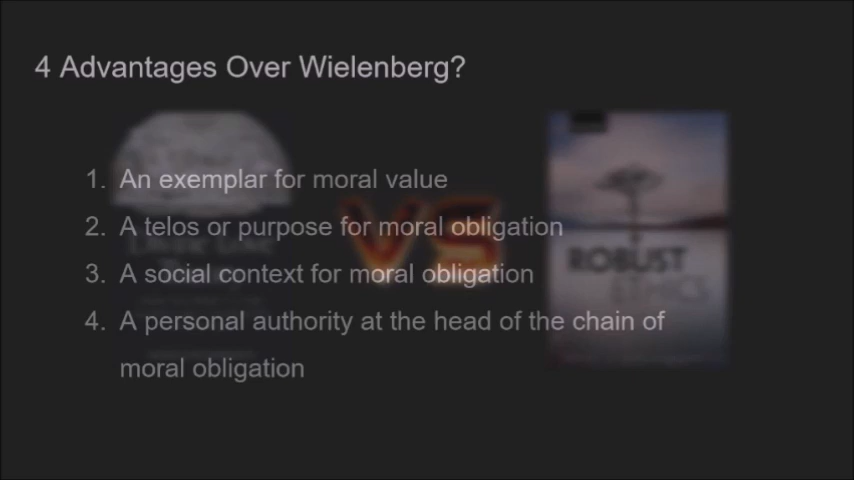 4 Advantages Over Wielenberg?
1. An exemplar for moral value
2. A telos or purpose for moral obligation
3. A social context for moral obligation
4. A personal authority at the head of the chain of
moral obligation
VS
ROBUST
ETHICS